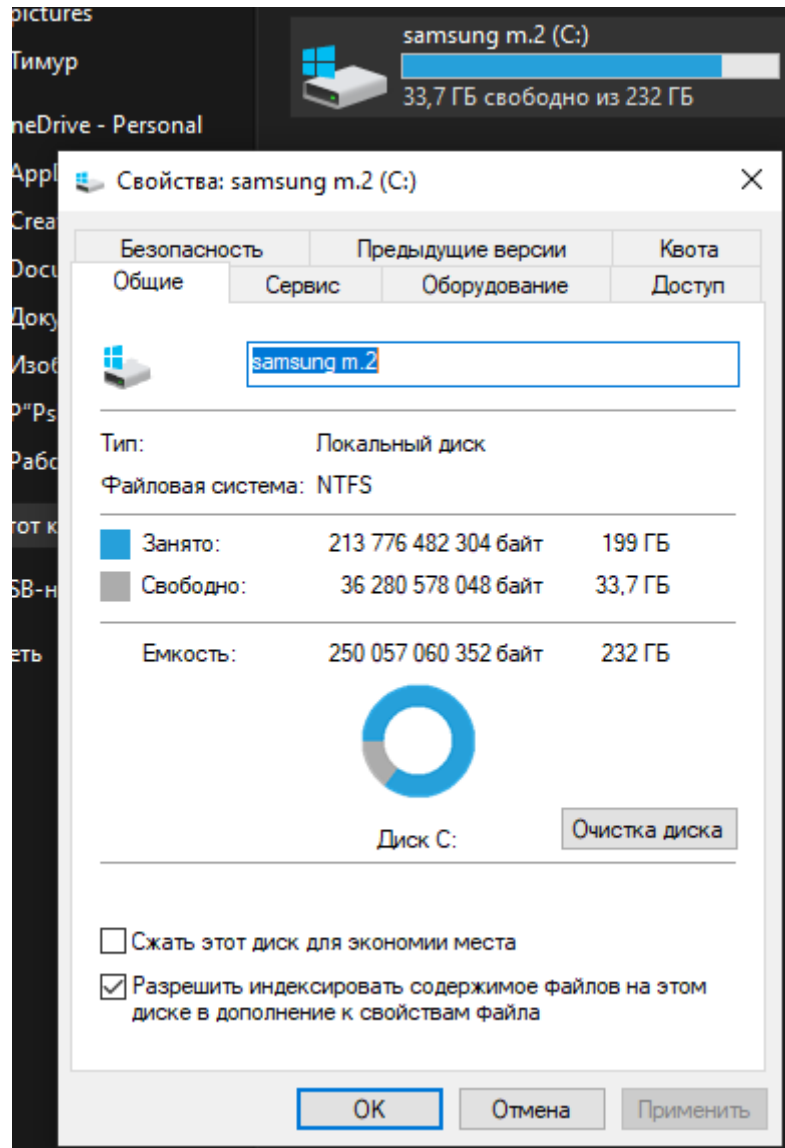 pictures
samsung m.2 (C:)
Тимур
33,7 ГБ свободно из 232 ГБ
neDrive - Personal
Appl
Свойства: samsung m.2 (C:)
Crea
Безопасность Предыдущие версии Квота
Docu
Общие Сервис Оборудование Доступ
Доку
Изоб
samsung m.2
Р"Ps
Тип: Локальный диск
Рабо
Файловая система: NTFS
тот к
Занято: 213 776 482 304 байт 199 ГБ
SB-н
Свободно: 36 280 578 048 байт 33,7 ГБ
еть
Емкость: 250 057 060 352 байт 232 ГБ
Диск C:
Очистка диска
Сжать этот диск для экономии места
Разрешить индексировать содержимое файлов на этом
диске в дополнение к свойствам файла
OK Отмена Применить